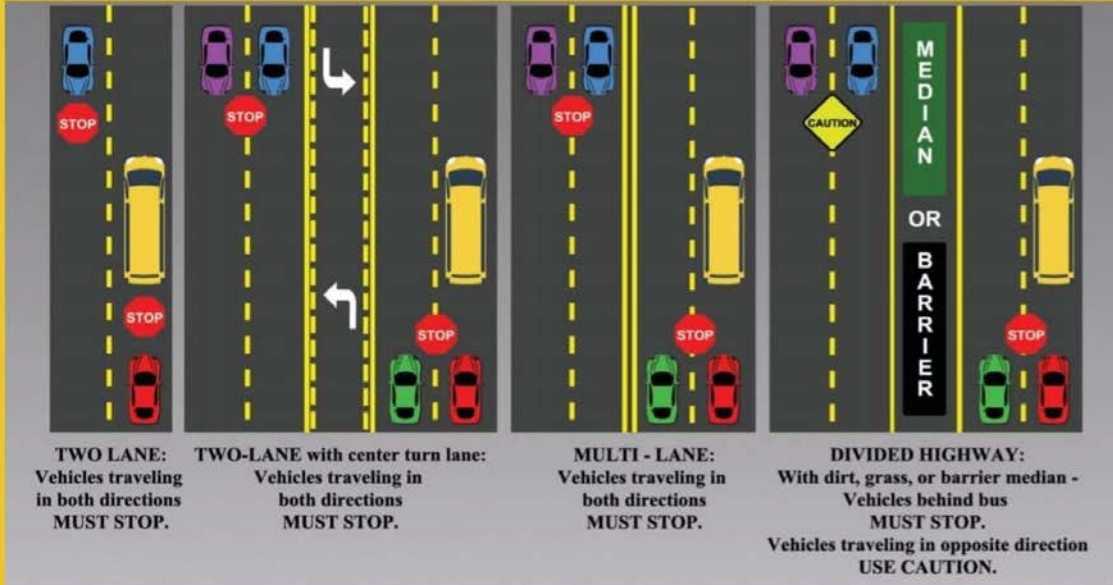 STOP
STOP
TWO LANE:
Vehicles traveling
in both directions
MUST STOP.
STOP
STOP
TWO-LANE with center turn lane:
Vehicles traveling in
both directions
MUST STOP.
STOP
STOP
MULTI - LANE:
Vehicles traveling in
both directions
MUST STOP.
CAUTION
MEDIAN
OR
BARRIER
STOP
DIVIDED HIGHWAY:
With dirt, grass, or barrier median -
Vehicles behind bus
MUST STOP.
Vehicles traveling in opposite direction
USE CAUTION.